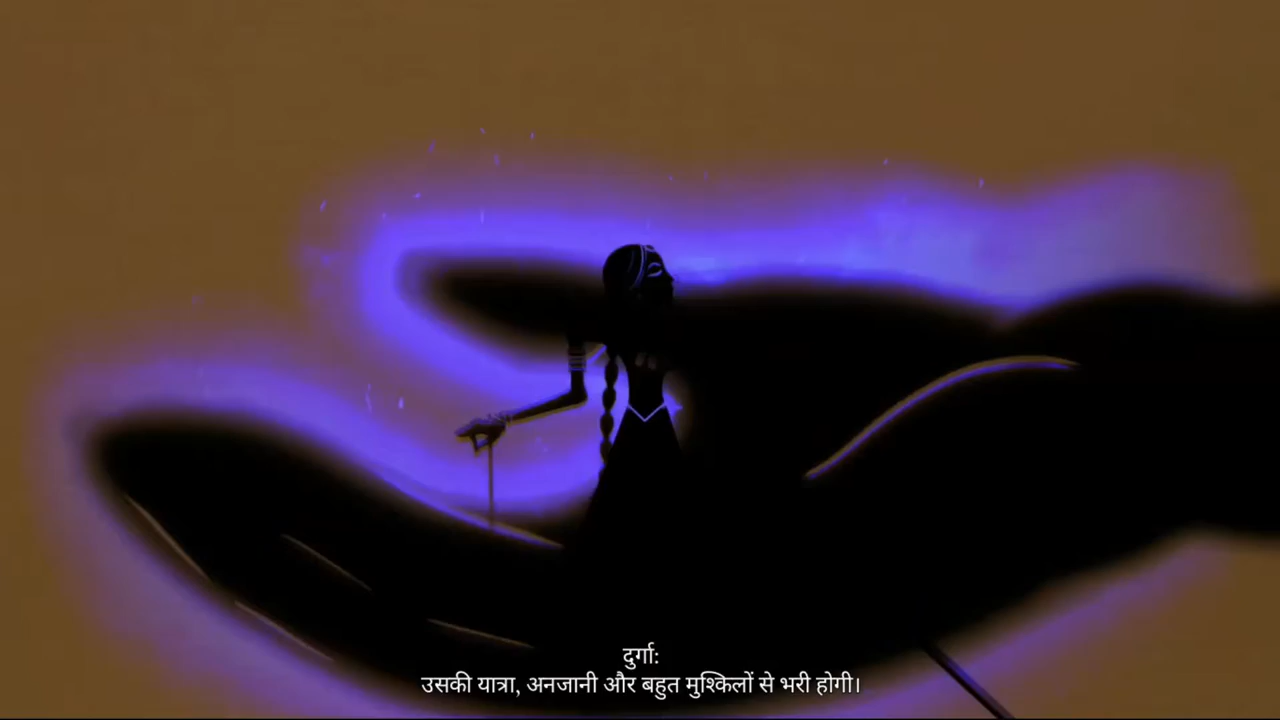 दुर्गा:
उसकी यात्रा, अनजानी और बहुत मुश्किलों से भरी होगी।